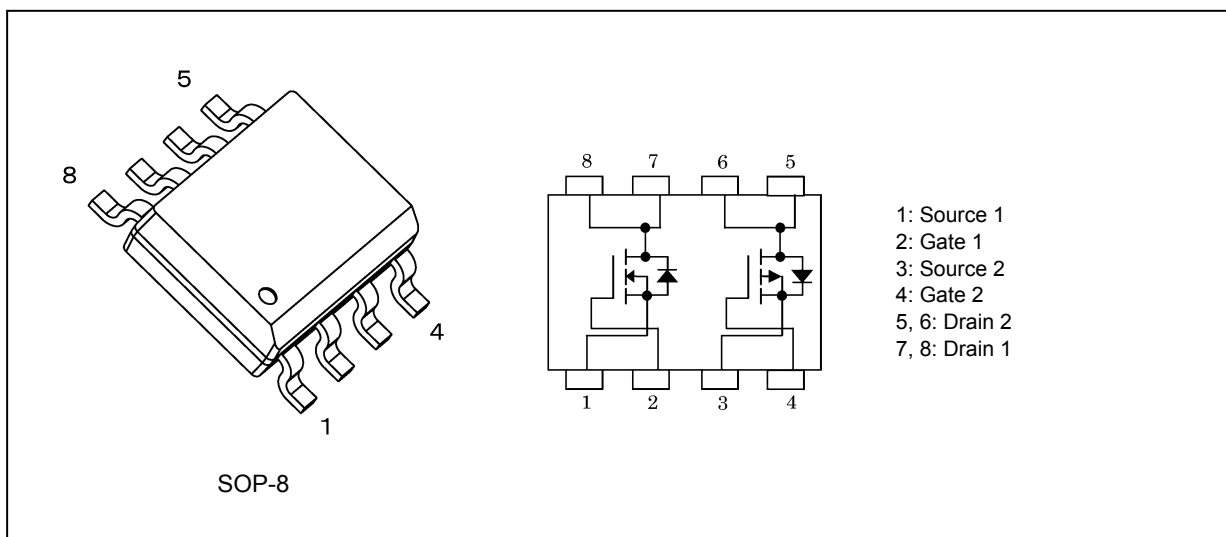 5
8
4
1
SOP-8
8 7 6 5
1 2 3 4
1: Source 1
2: Gate 1
3: Source 2
4: Gate 2
5, 6: Drain 2
7, 8: Drain 1